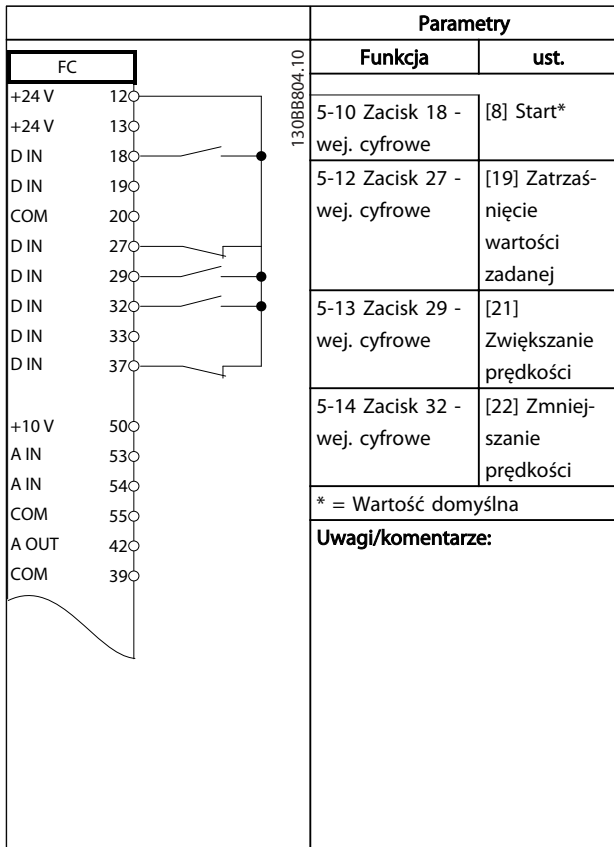 Parametry
Funkcja ust.
FC
130BB804.10
+24 V 12
+24 V 13
D IN 18
D IN 19
COM 20
D IN 27
D IN 29
D IN 32
D IN 33
D IN 37
+10 V 50
A IN 53
A IN 54
COM 55
A OUT 42
COM 39
5-10 Zacisk 18 - [8] Start*
wej. cyfrowe
5-12 Zacisk 27 - [19] Zatrzaś-
wej. cyfrowe nięcie
wartości
zadanej
5-13 Zacisk 29 - [21]
wej. cyfrowe Zwiększanie
prędkości
5-14 Zacisk 32 - [22] Zmniej-
wej. cyfrowe szanie
prędkości
* = Wartość domyślna
Uwagi/komentarze: